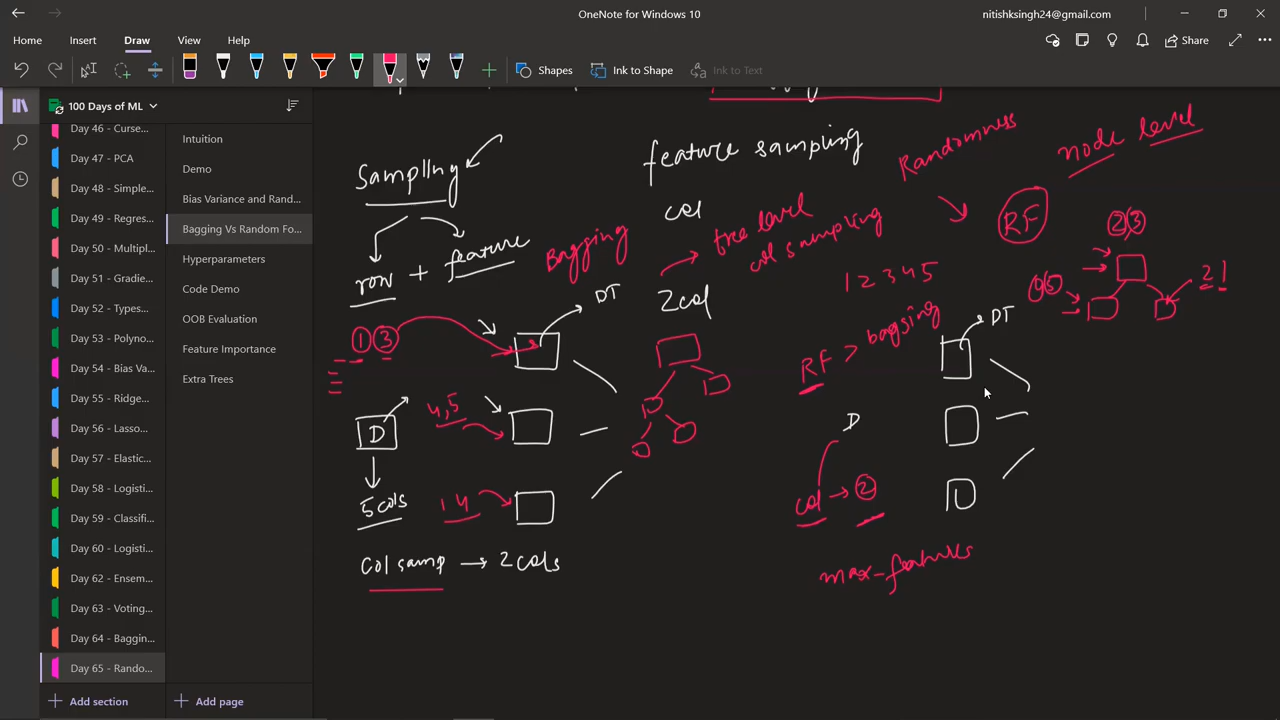 OneNote for Windows 10
nitishksingh24@gmail.com
Home
Insert
Draw
View
Help
Shapes
Ink to Shape
Ink to Text
Share
100 Days of ML
Day 46 - Curse...
Day 47 - PCA
Day 48 - Simple...
Day 49 - Regres...
Day 50 - Multipl...
Day 51 - Gradie...
Day 52 - Types...
Day 53 - Polyno...
Day 54 - Bias Va...
Day 55 - Ridge...
Day 56 - Lasso...
Day 57 - Elastic...
Day 58 - Logisti...
Day 59 - Classifi...
Day 60 - Logisti...
Day 62 - Ensem...
Day 63 - Voting...
Day 64 - Baggin...
Day 65 - Rando...
Add section
Intuition
Demo
Bias Variance and Rand...
Bagging Vs Random Fo...
Hyperparameters
Code Demo
OOB Evaluation
Feature Importance
Extra Trees
Add page
Sampling
row + feature
Bagging
DT
1 3
D
4,5
5 cols
1 4
Col samp → 2 cols
feature sampling
col
tree level
col sampling
2 col
Randomness
node level
RF
2 3
1 2 3 4 5
2!
DT
RF > bagging
D
col → 2
max-features